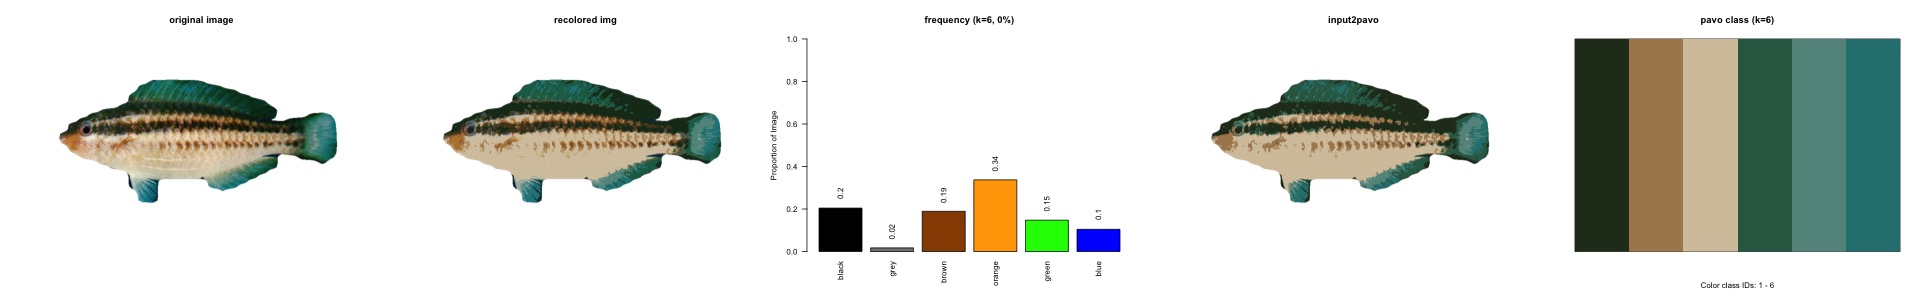 original image
recolored img
frequency (k=6, 0%)
input2pavo
pavo class (k=6)
Proportion of Image
1.0
0.8
0.6
0.4
0.2
0.0
0.2
0.02
0.19
0.34
0.15
0.1
black
grey
brown
orange
green
blue
Color class IDs: 1 - 6